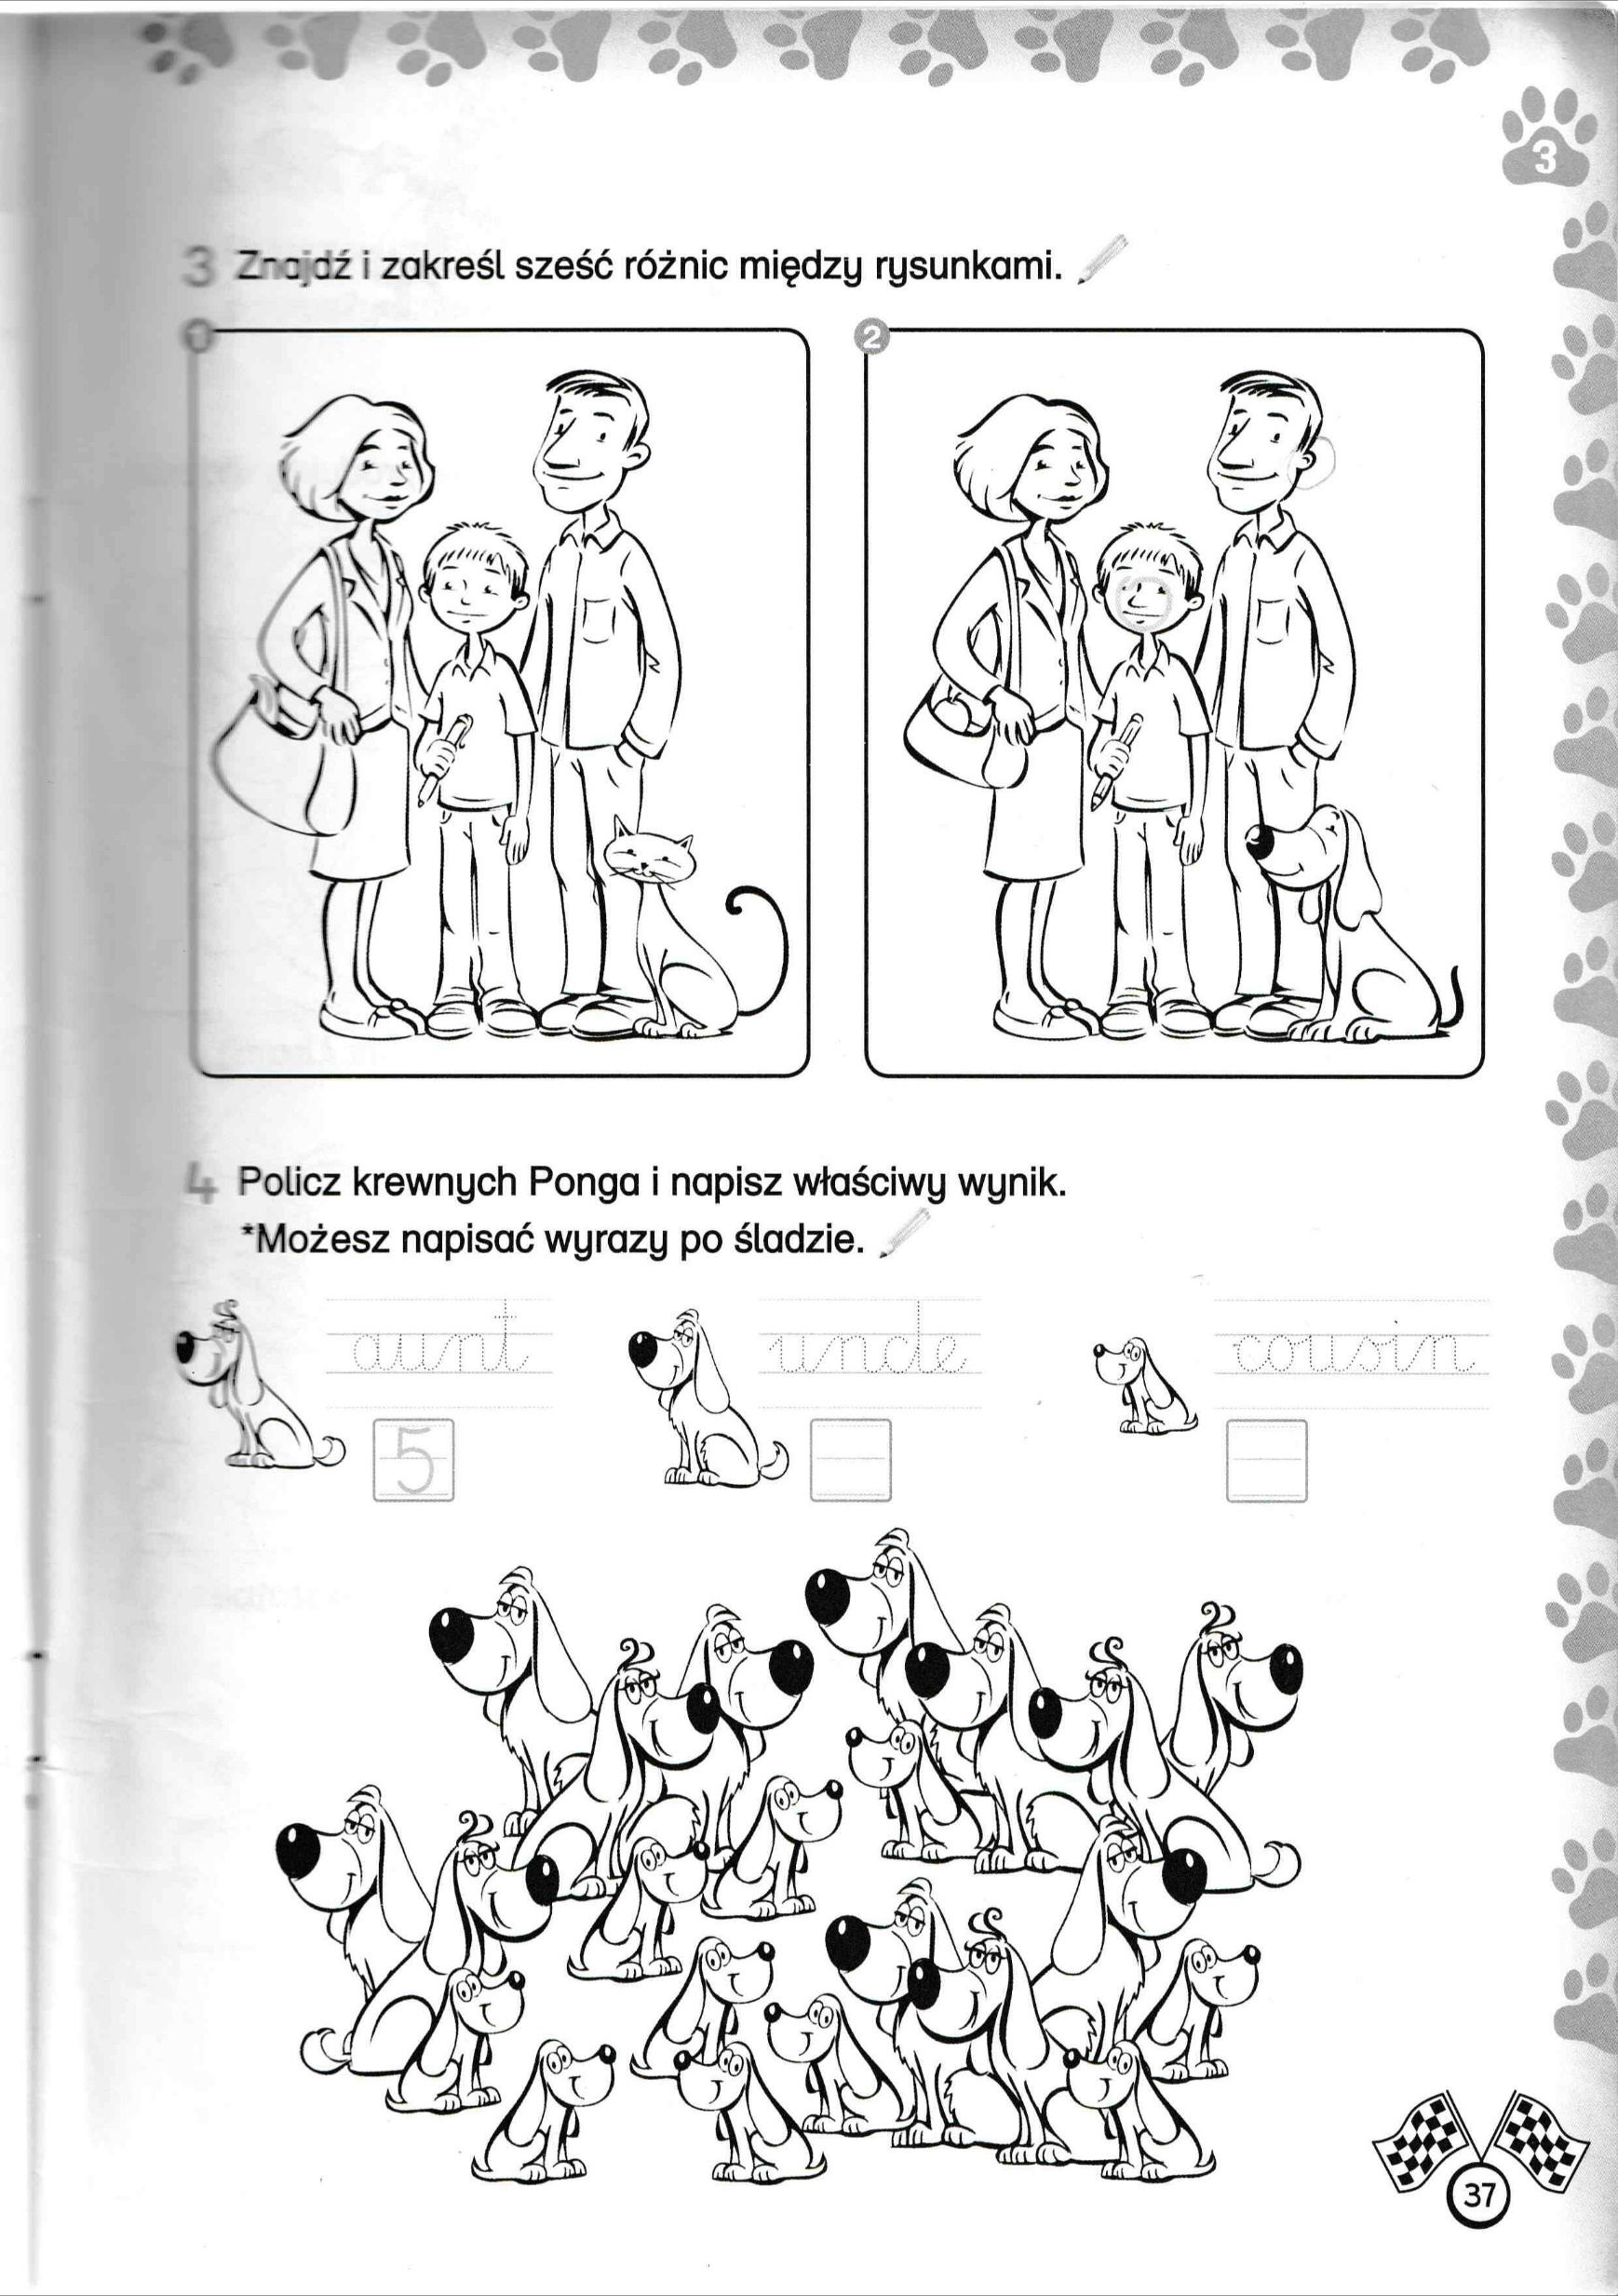 3
3 Znajdź i zakreśl sześć różnic między rysunkami.
1
2
4 Policz krewnych Ponga i napisz właściwy wynik.
*Możesz napisać wyrazy po śladzie.
aunt uncle cousin
5
37